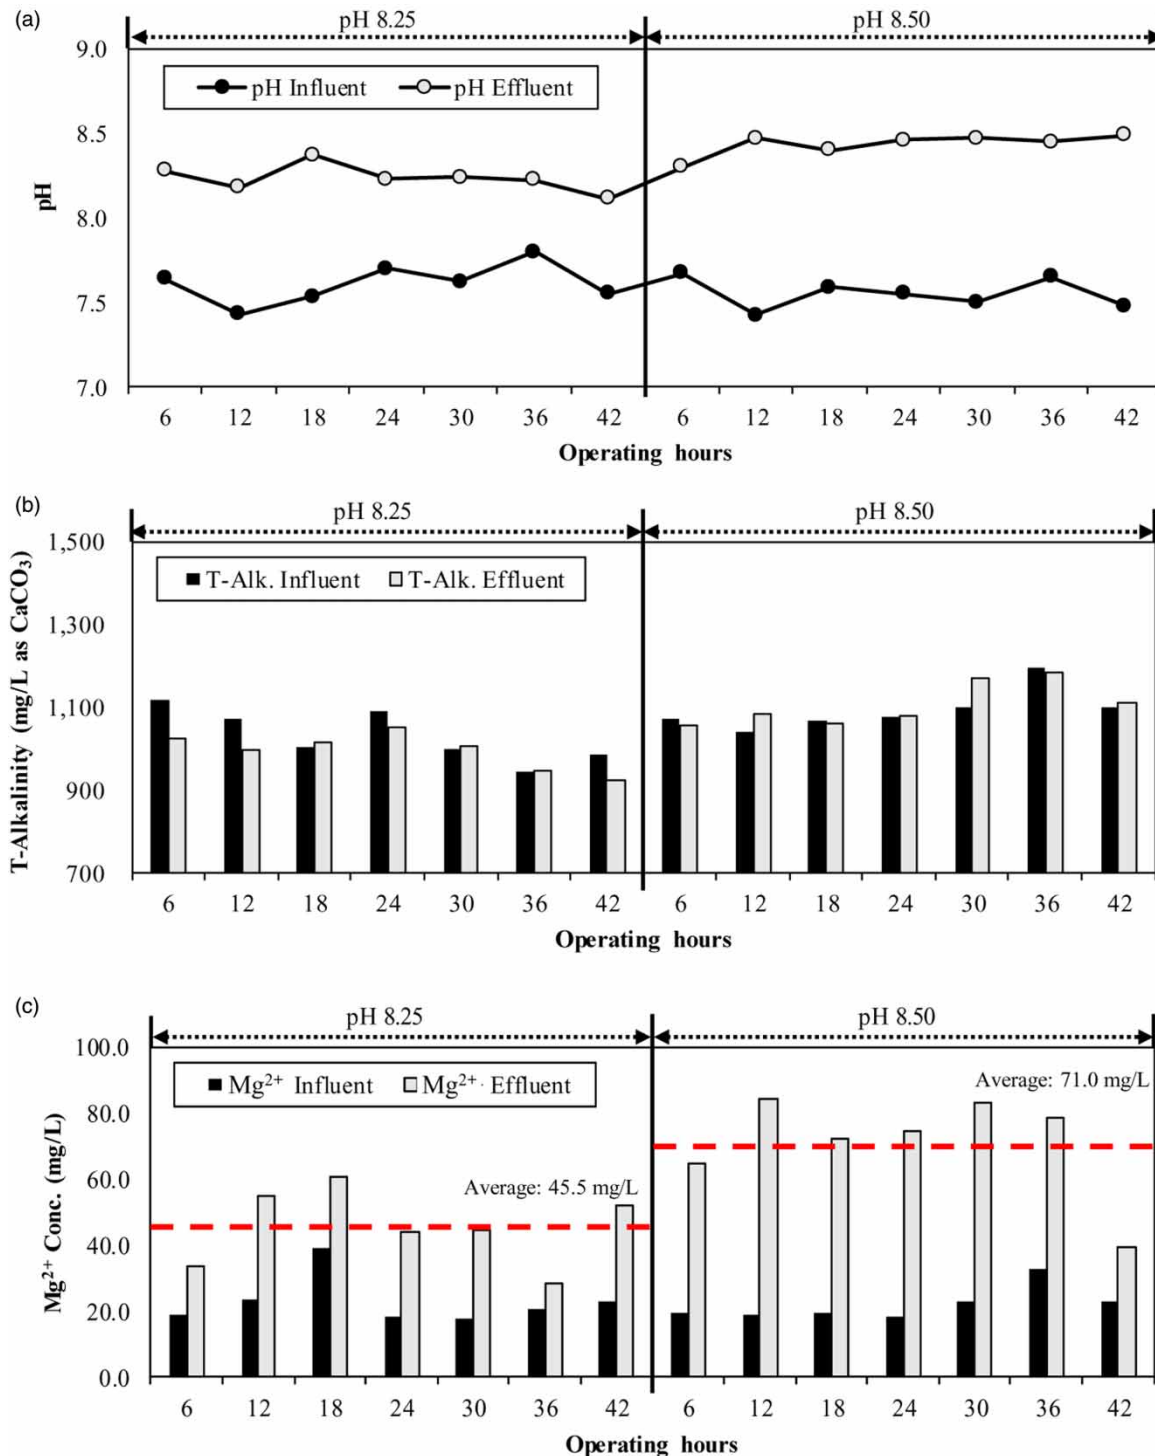 (a)
pH 8.25 pH 8.50
9.0
pH Influent pH Effluent
8.5
pH
8.0
7.5
7.0
6 12 18 24 30 36 42 6 12 18 24 30 36 42
Operating hours
(b)
pH 8.25 pH 8.50
1,500
T-Alk. Influent T-Alk. Effluent
T-Alkalinity (mg/L as CaCO₃)
1,300
1,100
900
700
6 12 18 24 30 36 42 6 12 18 24 30 36 42
Operating hours
(c)
pH 8.25 pH 8.50
100.0
Mg²⁺ Influent Mg²⁺· Effluent
Average: 71.0 mg/L
Mg²⁺ Conc. (mg/L)
80.0
60.0
Average: 45.5 mg/L
40.0
20.0
0.0
6 12 18 24 30 36 42 6 12 18 24 30 36 42
Operating hours